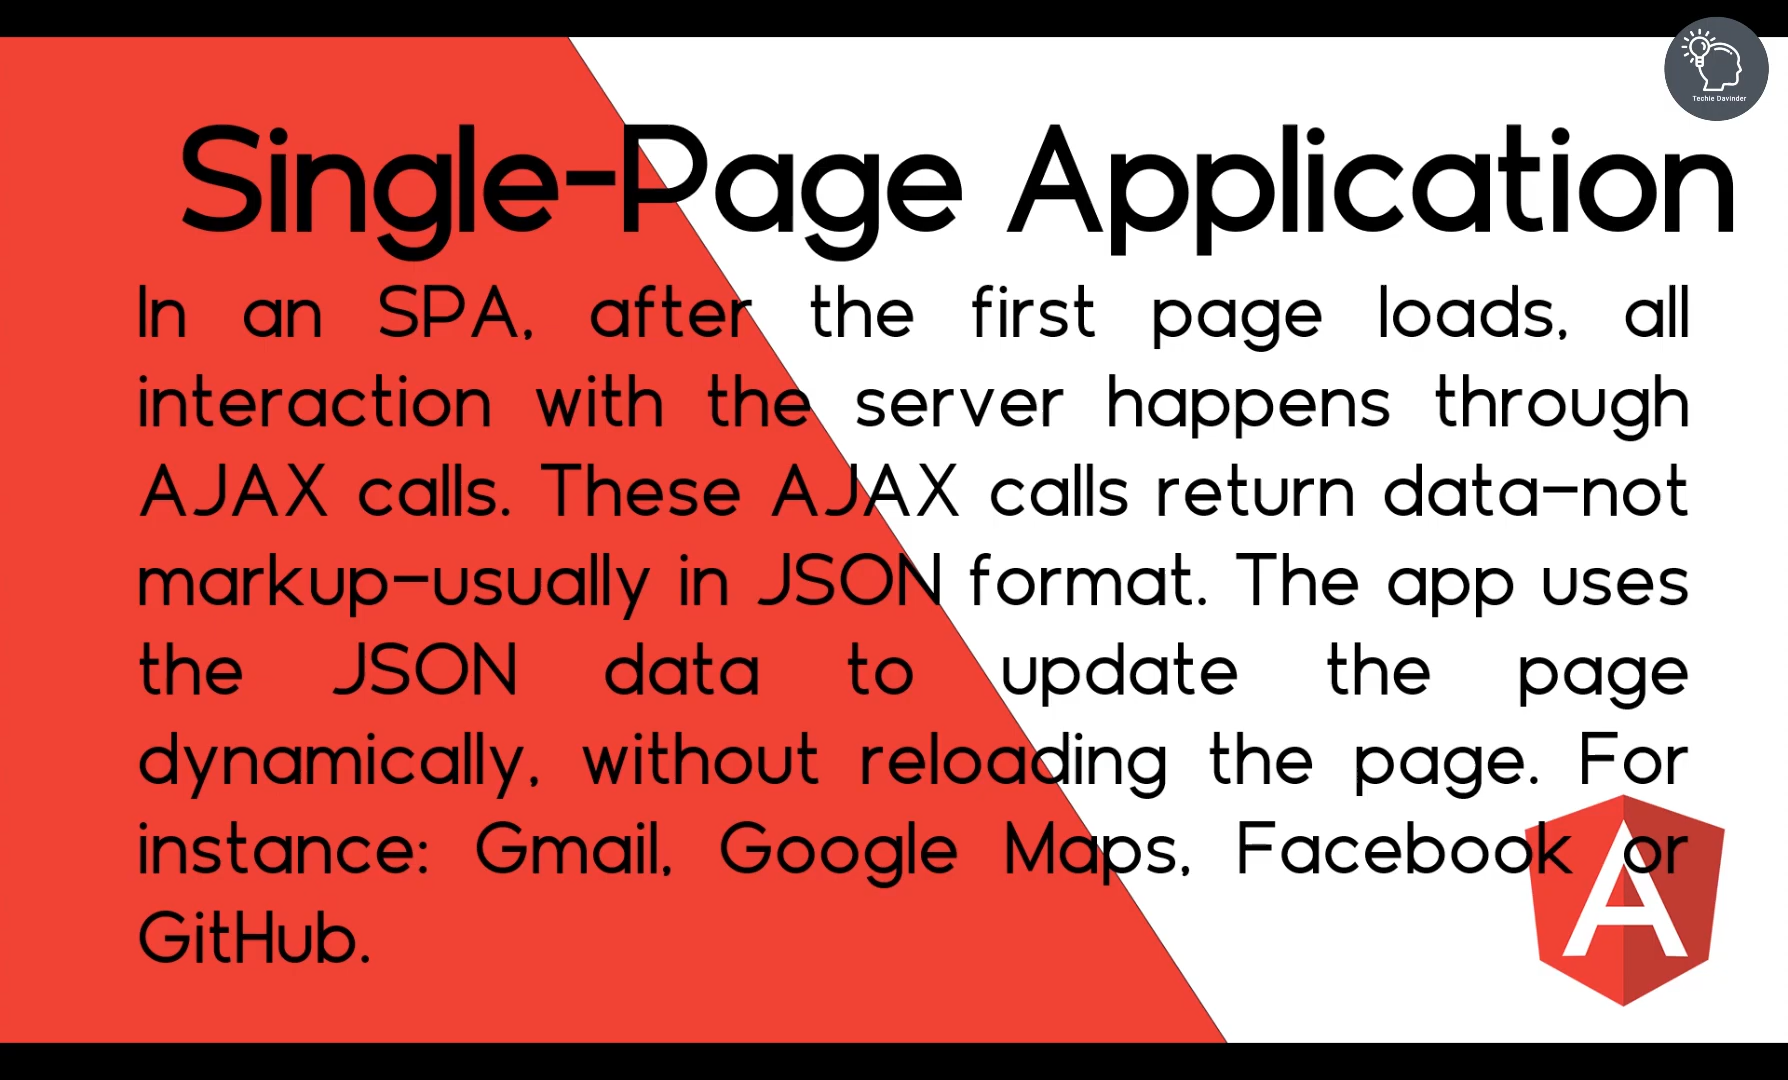 Techie Davinder
Single-Page Application
In an SPA, after the first page loads, all
interaction with the server happens through
AJAX calls. These AJAX calls return data-not
markup-usually in JSON format. The app uses
the JSON data to update the page
dynamically, without reloading the page. For
instance: Gmail, Google Maps, Facebook or
GitHub.
A